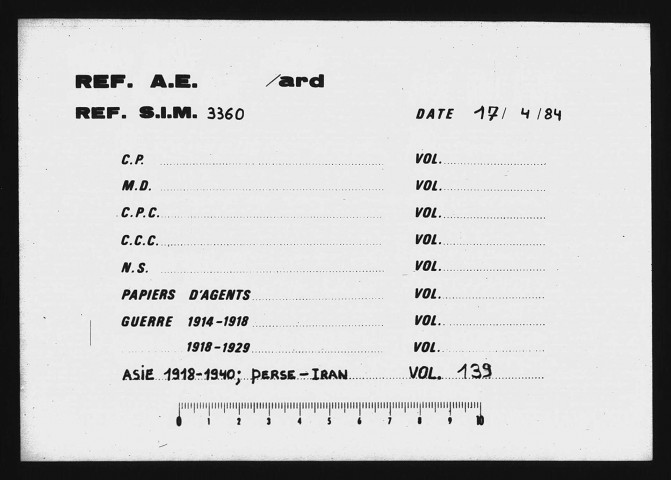 REF. A.E. /ard
REF. S.I.M. 3360 DATE 17/ 4 /84
C.P. VOL.
M.D. VOL.
C.P.C. VOL.
C.C.C. VOL.
N.S. VOL.
PAPIERS D'AGENTS VOL.
GUERRE 1914-1918 VOL.
1918-1929 VOL.
ASiE 1918-1940; PERSE-IRAN VOL. 139
0 1 2 3 4 5 6 7 8 9 10